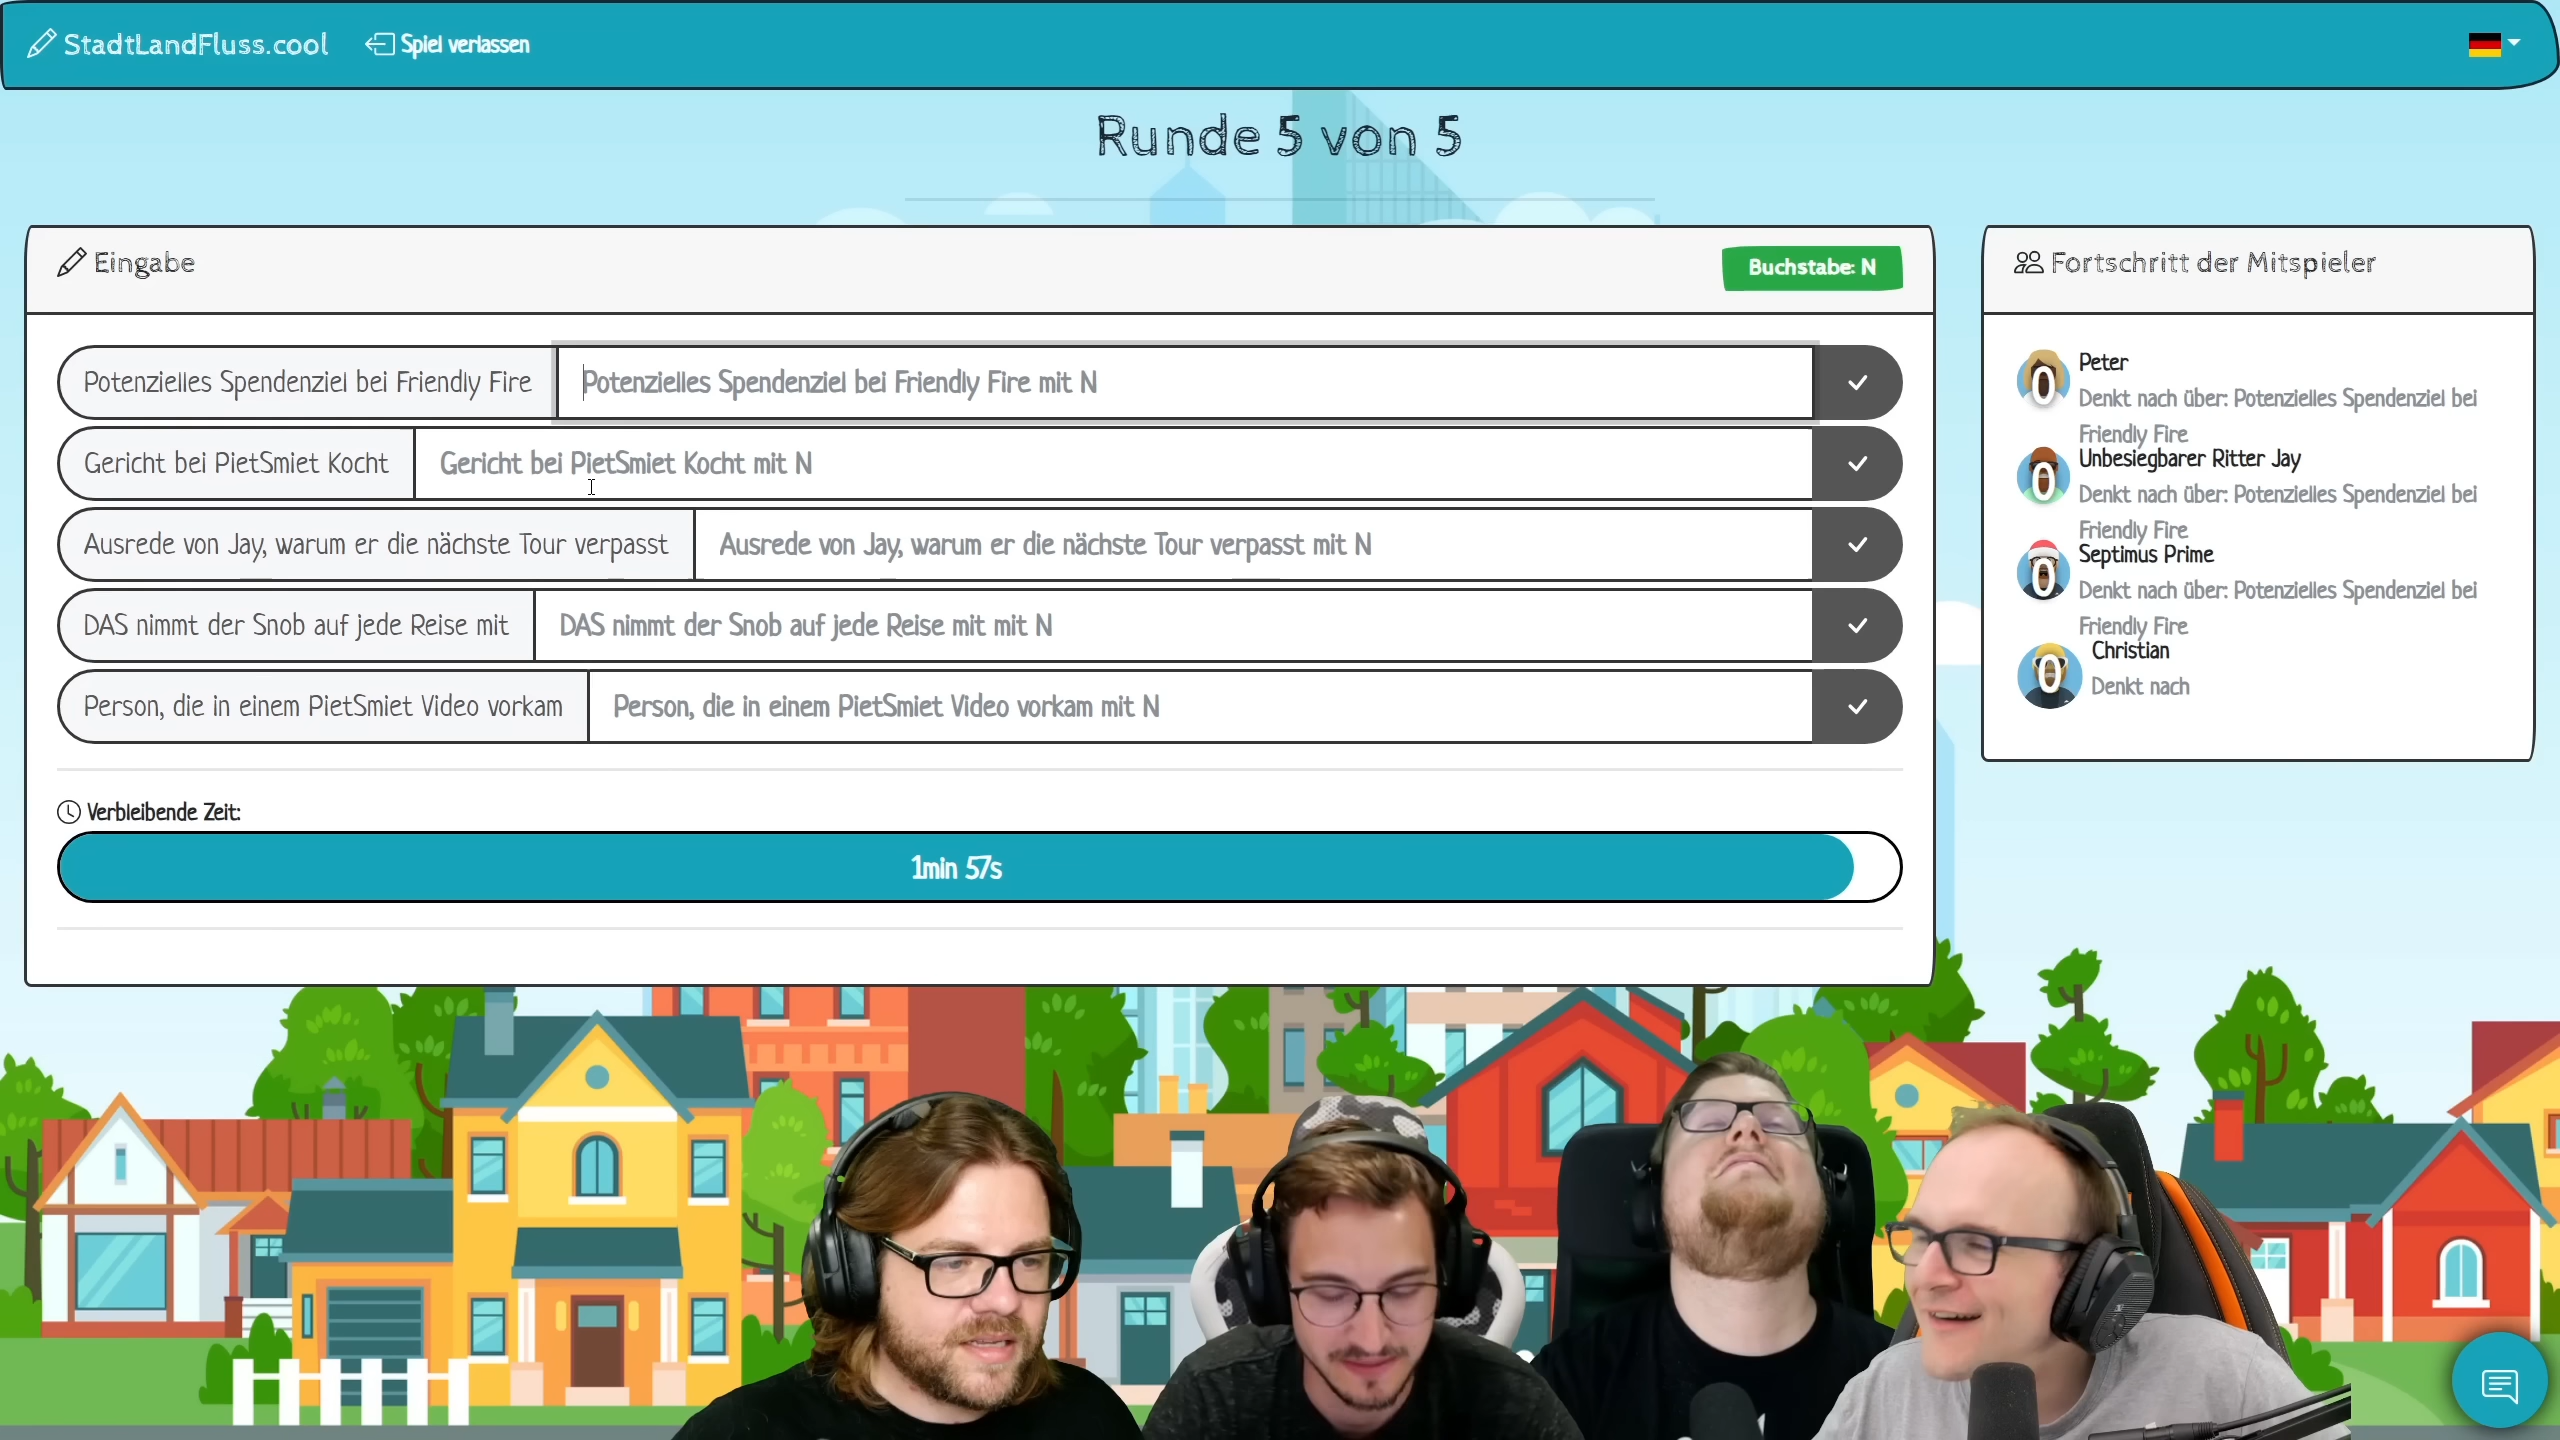 StadtLandFluss.cool
Spiel verlassen
Runde 5 von 5
Eingabe
Buchstabe: N
Potenzielles Spendenziel bei Friendly Fire
Potenzielles Spendenziel bei Friendly Fire mit N
Gericht bei PietSmiet Kocht
Gericht bei PietSmiet Kocht mit N
Ausrede von Jay, warum er die nächste Tour verpasst
Ausrede von Jay, warum er die nächste Tour verpasst mit N
DAS nimmt der Snob auf jede Reise mit
DAS nimmt der Snob auf jede Reise mit mit N
Person, die in einem PietSmiet Video vorkam
Person, die in einem PietSmiet Video vorkam mit N
Verbleibende Zeit:
1min 57s
Fortschritt der Mitspieler
0
Peter
Denkt nach über: Potenzielles Spendenziel bei
Friendly Fire
0
Unbesiegbarer Ritter Jay
Denkt nach über: Potenzielles Spendenziel bei
Friendly Fire
0
Septimus Prime
Denkt nach über: Potenzielles Spendenziel bei
Friendly Fire
0
Christian
Denkt nach